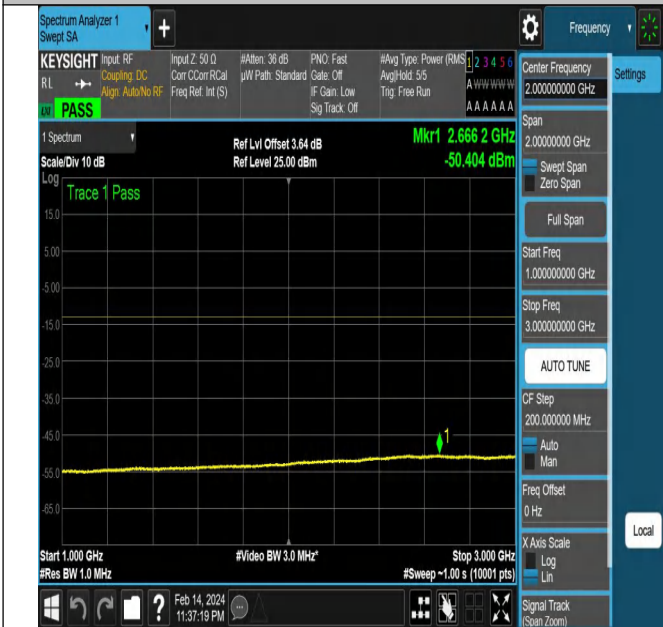 Spectrum Analyzer 1
Swept SA
+
Frequency
KEYSIGHT
RL
PASS
Input: RF
Coupling: DC
Align: Auto/No RF
Input Z: 50 Ω
Corr CCorr RCal
Freq Ref: Int (S)
#Atten: 36 dB
µW Path: Standard
PNO: Fast
Gate: Off
IF Gain: Low
Sig Track: Off
#Avg Type: Power (RMS
Avg|Hold: 5/5
Trig: Free Run
1 2 3 4 5 6
A W W W W W
A A A A A A
1 Spectrum
Scale/Div 10 dB
Log
Ref Lvl Offset 3.64 dB
Ref Level 25.00 dBm
Mkr1 2.666 2 GHz
-50.404 dBm
Trace 1 Pass
15.0
5.00
-5.00
-15.0
-25.0
-35.0
-45.0
-55.0
-65.0
1
Start 1.000 GHz
#Res BW 1.0 MHz
#Video BW 3.0 MHz*
Stop 3.000 GHz
#Sweep ~1.00 s (10001 pts)
?
Feb 14, 2024
11:37:19 PM
Center Frequency
2.000000000 GHz
Span
2.00000000 GHz
Swept Span
Zero Span
Full Span
Start Freq
1.000000000 GHz
Stop Freq
3.000000000 GHz
AUTO TUNE
CF Step
200.000000 MHz
Auto
Man
Freq Offset
0 Hz
X Axis Scale
Log
Lin
Signal Track
(Span Zoom)
Settings
Local